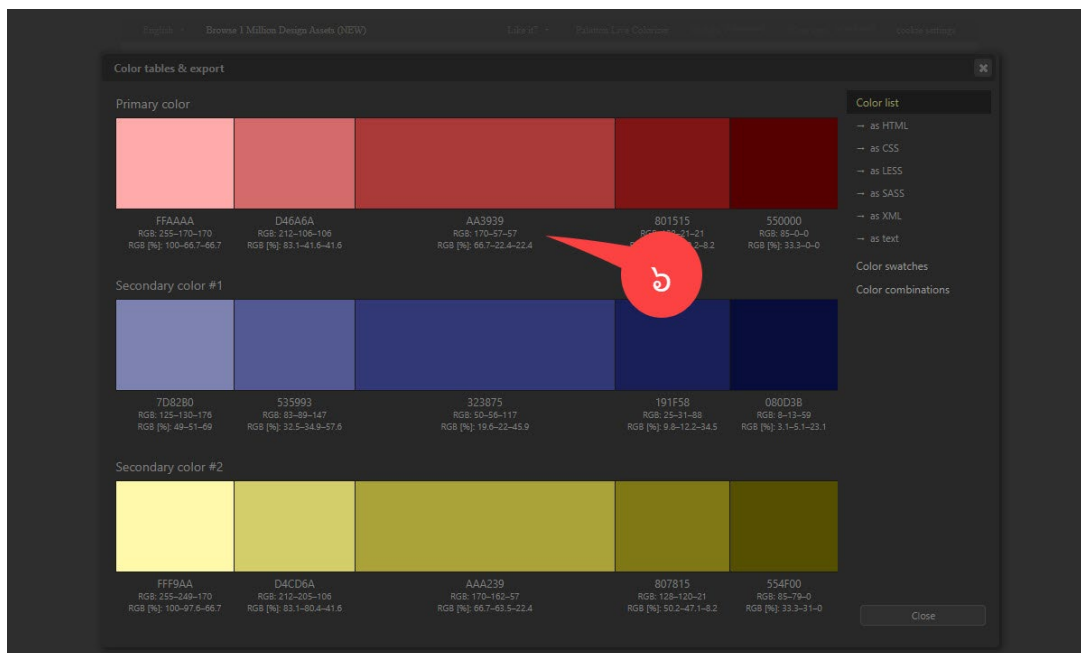 English
Browse 1 Million Design Assets (NEW)
Like it?
Paletton Live Colorizer
cookie settings
Color tables & export
Primary color
FFAAAA
RGB: 255–170–170
RGB [%]: 100–66.7–66.7
D46A6A
RGB: 212–106–106
RGB [%]: 83.1–41.6–41.6
AA3939
RGB: 170–57–57
RGB [%]: 66.7–22.4–22.4
801515
550000
RGB: 85–0–0
RGB [%]: 33.3–0–0
৬
Secondary color #1
7D82B0
RGB: 125–130–176
RGB [%]: 49–51–69
535993
RGB: 83–89–147
RGB [%]: 32.5–34.9–57.6
323875
RGB: 50–56–117
RGB [%]: 19.6–22–45.9
191F58
RGB: 25–31–88
RGB [%]: 9.8–12.2–34.5
080D3B
RGB: 8–13–59
RGB [%]: 3.1–5.1–23.1
Secondary color #2
FFF9AA
RGB: 255–249–170
RGB [%]: 100–97.6–66.7
D4CD6A
RGB: 212–205–106
RGB [%]: 83.1–80.4–41.6
AAA239
RGB: 170–162–57
RGB [%]: 66.7–63.5–22.4
807815
RGB: 128–120–21
RGB [%]: 50.2–47.1–8.2
554F00
RGB: 85–79–0
RGB [%]: 33.3–31–0
Color list
→ as HTML
→ as CSS
→ as LESS
→ as SASS
→ as XML
→ as text
Color swatches
Color combinations
Close